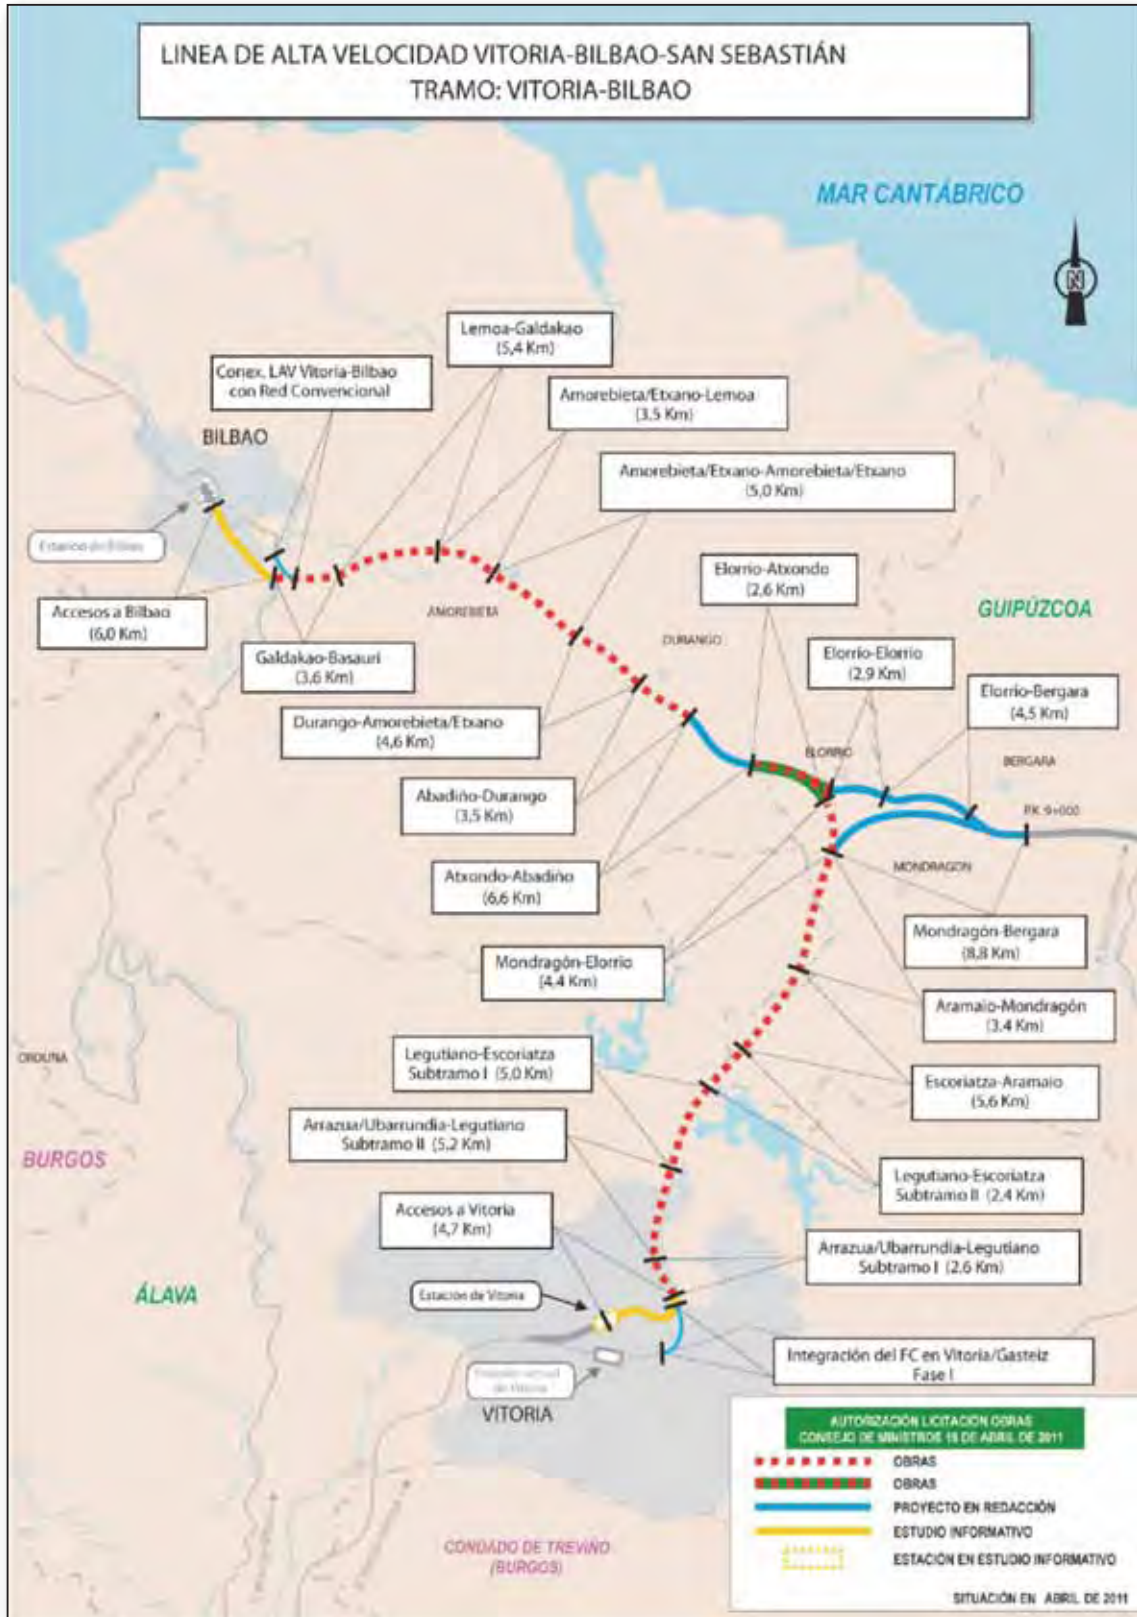 LINEA DE ALTA VELOCIDAD VITORIA-BILBAO-SAN SEBASTIÁN
TRAMO: VITORIA-BILBAO
MAR CANTÁBRICO
N
Lemoa-Galdakao
(5,4 Km)
Conex. LAV Vitoria-Bilbao
con Red Convencional
Amorebieta/Etxano-Lemoa
(3,5 Km)
BILBAO
Amorebieta/Etxano-Amorebieta/Etxano
(5,0 Km)
Estación de Bilbao
Elorrio-Atxondo
(2,6 Km)
GUIPÚZCOA
Accesos a Bilbao
(6,0 Km)
AMOREBIETA
DURANGO
Galdakao-Basauri
(3,6 Km)
Elorrio-Elorrio
(2,9 Km)
Elorrio-Bergara
(4,5 Km)
Durango-Amorebieta/Etxano
(4,6 Km)
ELORRIO
BERGARA
Abadiño-Durango
(3,5 Km)
P.K. 9+000
MONDRAGON
Atxondo-Abadiño
(6,6 Km)
Mondragón-Bergara
(8,8 Km)
Mondragón-Elorrio
(4,4 Km)
Aramaio-Mondragón
(3,4 Km)
ORDUÑA
Legutiano-Escoriatza
Subtramo I (5,0 Km)
Escoriatza-Aramaio
(5,6 Km)
Arrazua/Ubarrundia-Legutiano
Subtramo II (5,2 Km)
BURGOS
Legutiano-Escoriatza
Subtramo II (2,4 Km)
Accesos a Vitoria
(4,7 Km)
Arrazua/Ubarrundia-Legutiano
Subtramo I (2,6 Km)
ÁLAVA
Estación de Vitoria
Integración del FC en Vitoria/Gasteiz
Fase I
de Vitoria
VITORIA
AUTORIZACIÓN LICITACIÓN OBRAS
CONSEJO DE MINISTROS 15 DE ABRIL DE 2011
OBRAS
OBRAS
PROYECTO EN REDACCIÓN
ESTUDIO INFORMATIVO
ESTACIÓN EN ESTUDIO INFORMATIVO
CONDADO DE TREVIÑO
(BURGOS)
SITUACIÓN EN ABRIL DE 2011